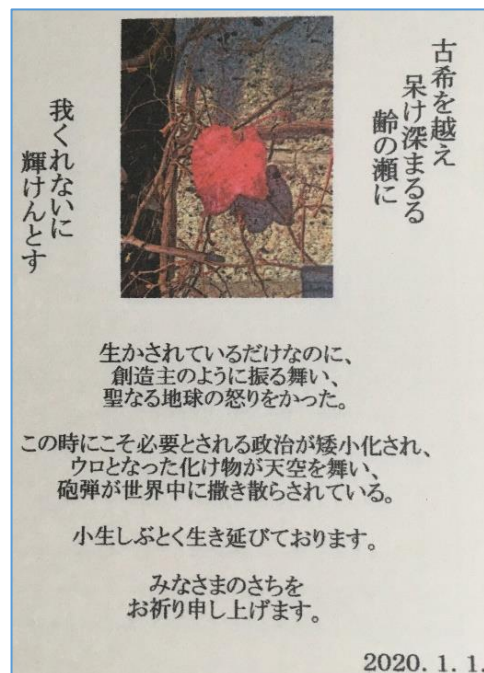 古希を越え
呆け深まるる
齢の瀬に
我くれないに
輝けんとす
生かされているだけなのに、
創造主のように振る舞い、
聖なる地球の怒りをかった。
この時にこそ必要とされる政治が矮小化され、
ウロとなった化け物が天空を舞い、
砲弾が世界中に撒き散らされている。
小生しぶとく生き延びております。
みなさまのさちを
お祈り申し上げます。
2020.1.1.